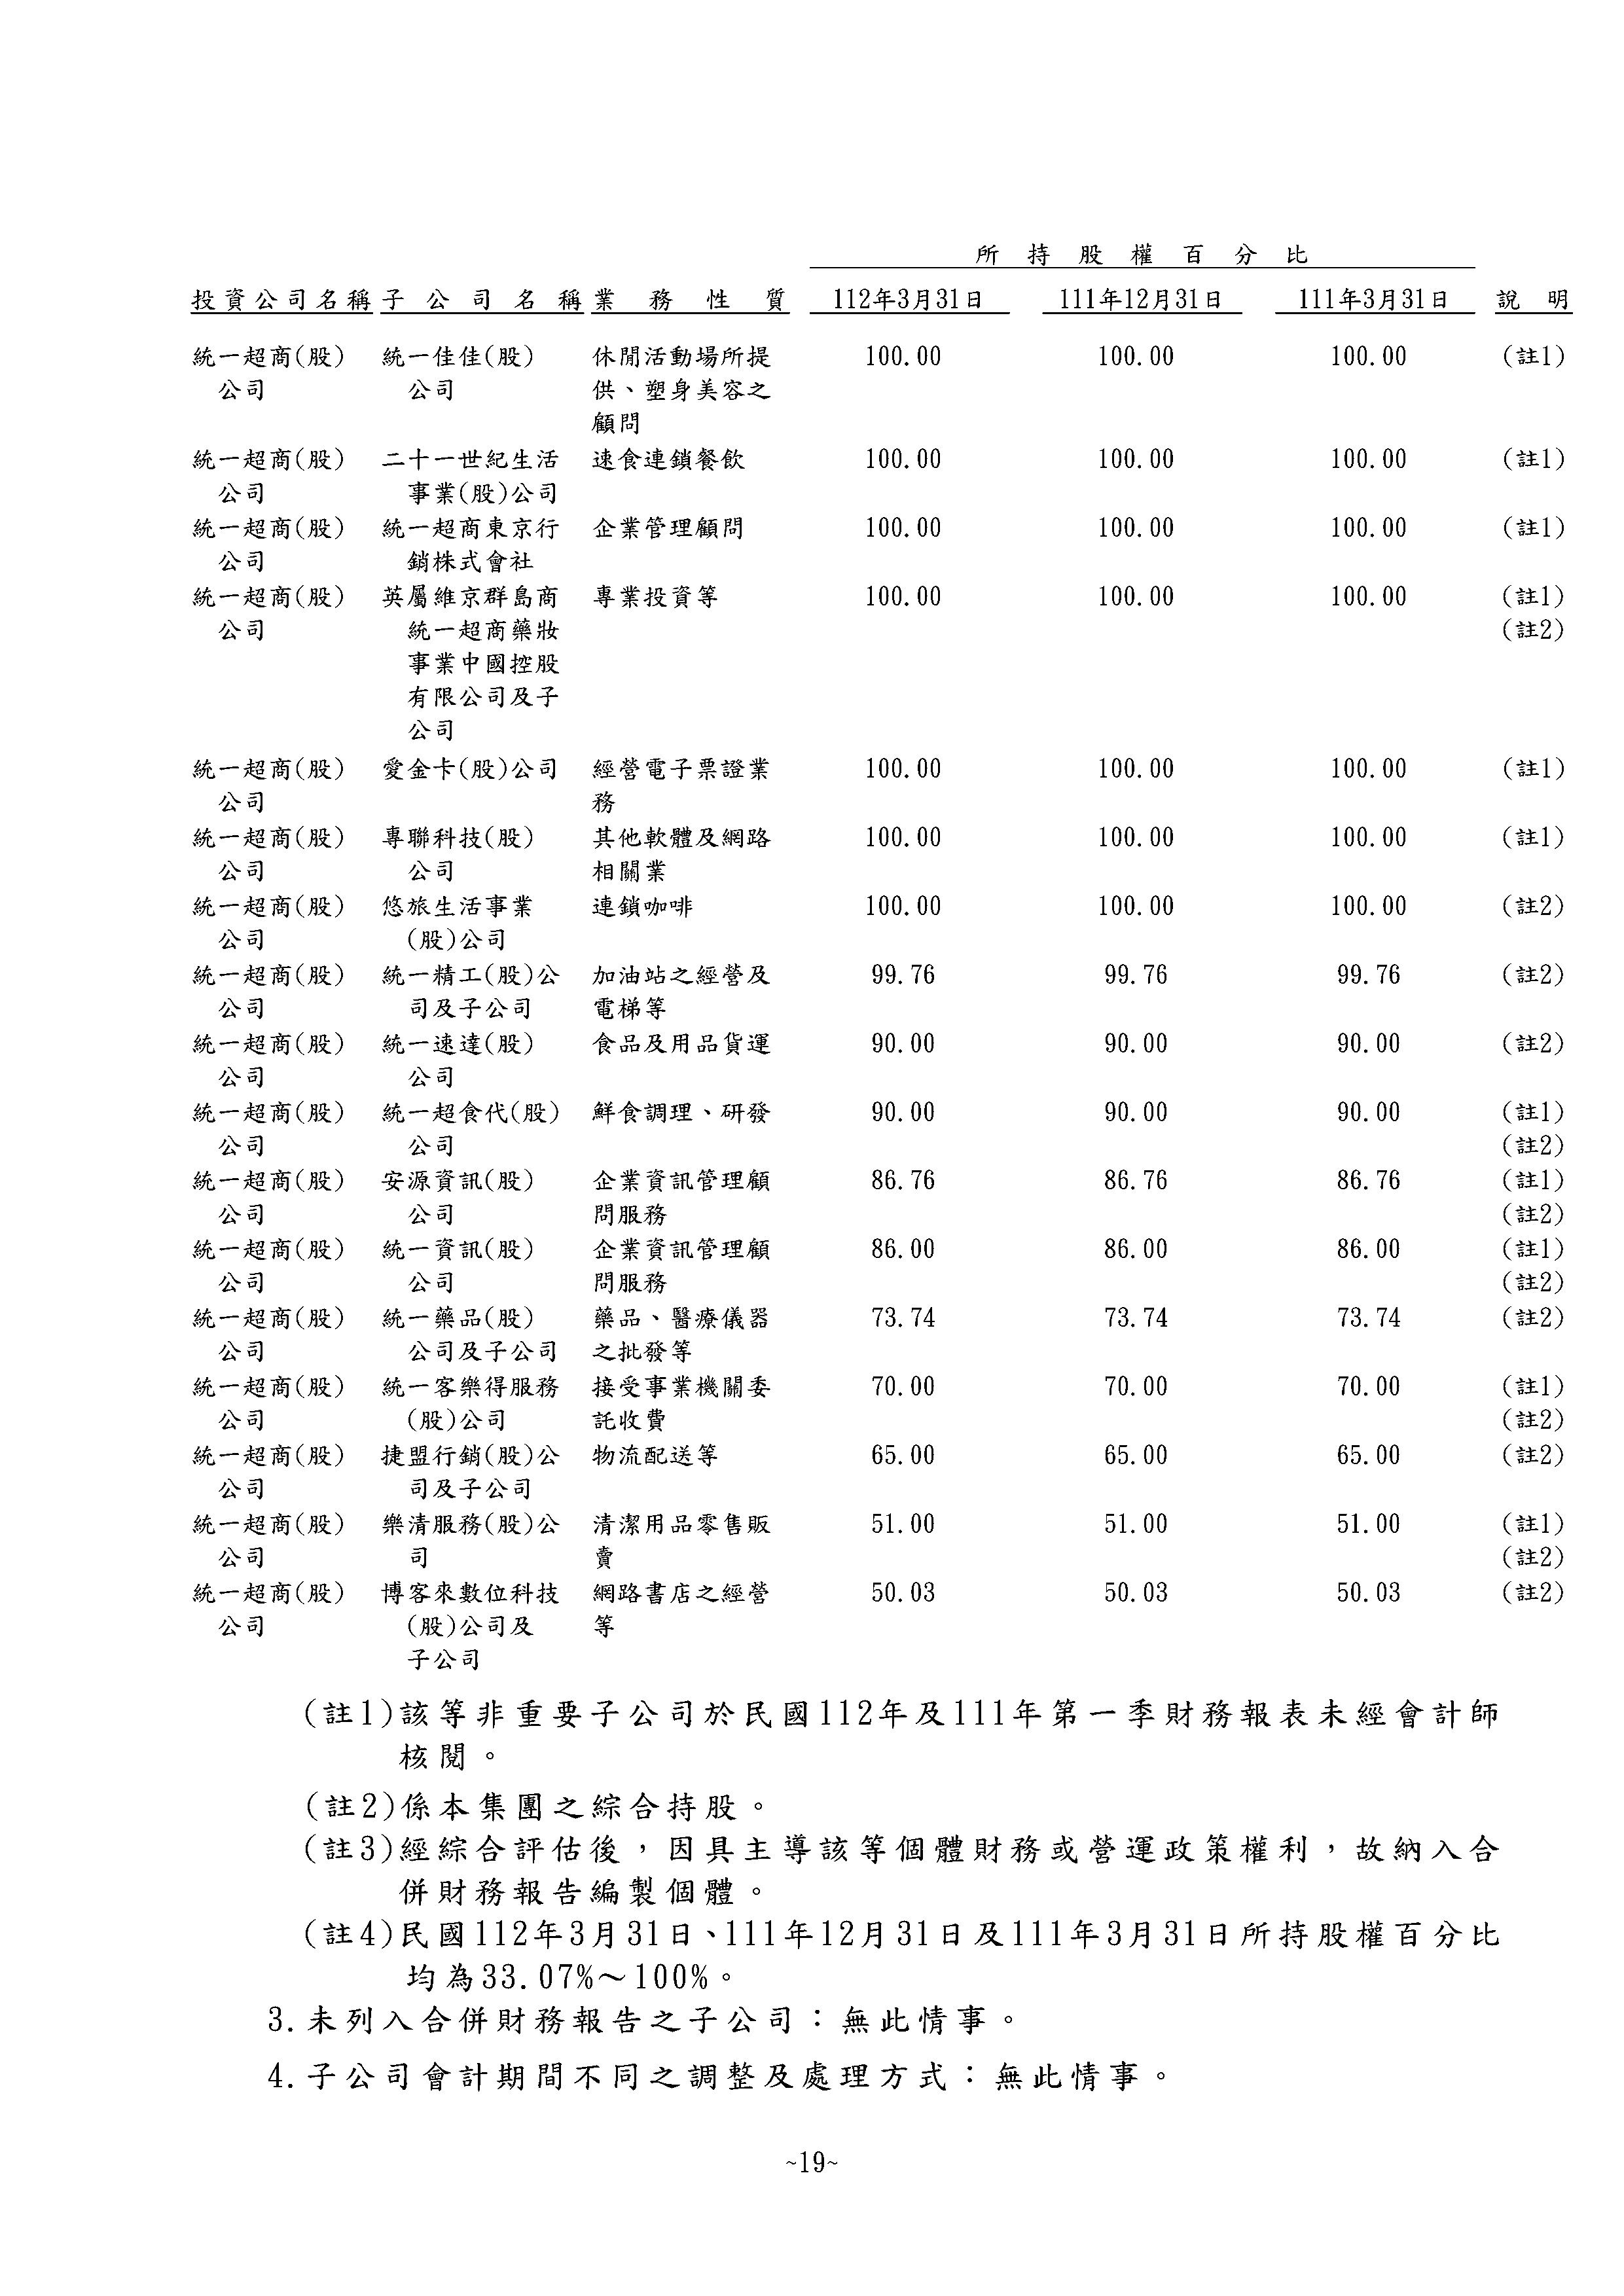 所持股權百分比
投資公司名稱 子公司名稱 業務性質 112年3月31日 111年12月31日 111年3月31日 說明
統一超商(股) 統一佳佳(股) 休閒活動場所提 100.00 100.00 100.00 (註1)
公司 公司 供、塑身美容之
顧問
統一超商(股) 二十一世紀生活 速食連鎖餐飲 100.00 100.00 100.00 (註1)
公司 事業(股)公司
統一超商(股) 統一超商東京行 企業管理顧問 100.00 100.00 100.00 (註1)
公司 銷株式會社
統一超商(股) 英屬維京群島商 專業投資等 100.00 100.00 100.00 (註1)
公司 統一超商藥妝 (註2)
事業中國控股
有限公司及子
公司
統一超商(股) 愛金卡(股)公司 經營電子票證業 100.00 100.00 100.00 (註1)
公司 務
統一超商(股) 專聯科技(股) 其他軟體及網路 100.00 100.00 100.00 (註1)
公司 公司 相關業
統一超商(股) 悠旅生活事業 連鎖咖啡 100.00 100.00 100.00 (註2)
公司 (股)公司
統一超商(股) 統一精工(股)公 加油站之經營及 99.76 99.76 99.76 (註2)
公司 司及子公司 電梯等
統一超商(股) 統一速達(股) 食品及用品貨運 90.00 90.00 90.00 (註2)
公司 公司
統一超商(股) 統一超食代(股) 鮮食調理、研發 90.00 90.00 90.00 (註1)
公司 公司 (註2)
統一超商(股) 安源資訊(股) 企業資訊管理顧 86.76 86.76 86.76 (註1)
公司 公司 問服務 (註2)
統一超商(股) 統一資訊(股) 企業資訊管理顧 86.00 86.00 86.00 (註1)
公司 公司 問服務 (註2)
統一超商(股) 統一藥品(股) 藥品、醫療儀器 73.74 73.74 73.74 (註2)
公司 公司及子公司 之批發等
統一超商(股) 統一客樂得服務 接受事業機關委 70.00 70.00 70.00 (註1)
公司 (股)公司 託收費 (註2)
統一超商(股) 捷盟行銷(股)公 物流配送等 65.00 65.00 65.00 (註2)
公司 司及子公司
統一超商(股) 樂清服務(股)公 清潔用品零售販 51.00 51.00 51.00 (註1)
公司 司 賣 (註2)
統一超商(股) 博客來數位科技 網路書店之經營 50.03 50.03 50.03 (註2)
公司 (股)公司及 等
子公司
(註1)該等非重要子公司於民國112年及111年第一季財務報表未經會計師
核閱。
(註2)係本集團之綜合持股。
(註3)經綜合評估後，因具主導該等個體財務或營運政策權利，故納入合
併財務報告編製個體。
(註4)民國112年3月31日、111年12月31日及111年3月31日所持股權百分比
均為33.07%～100%。
3.未列入合併財務報告之子公司：無此情事。
4.子公司會計期間不同之調整及處理方式：無此情事。
~19~